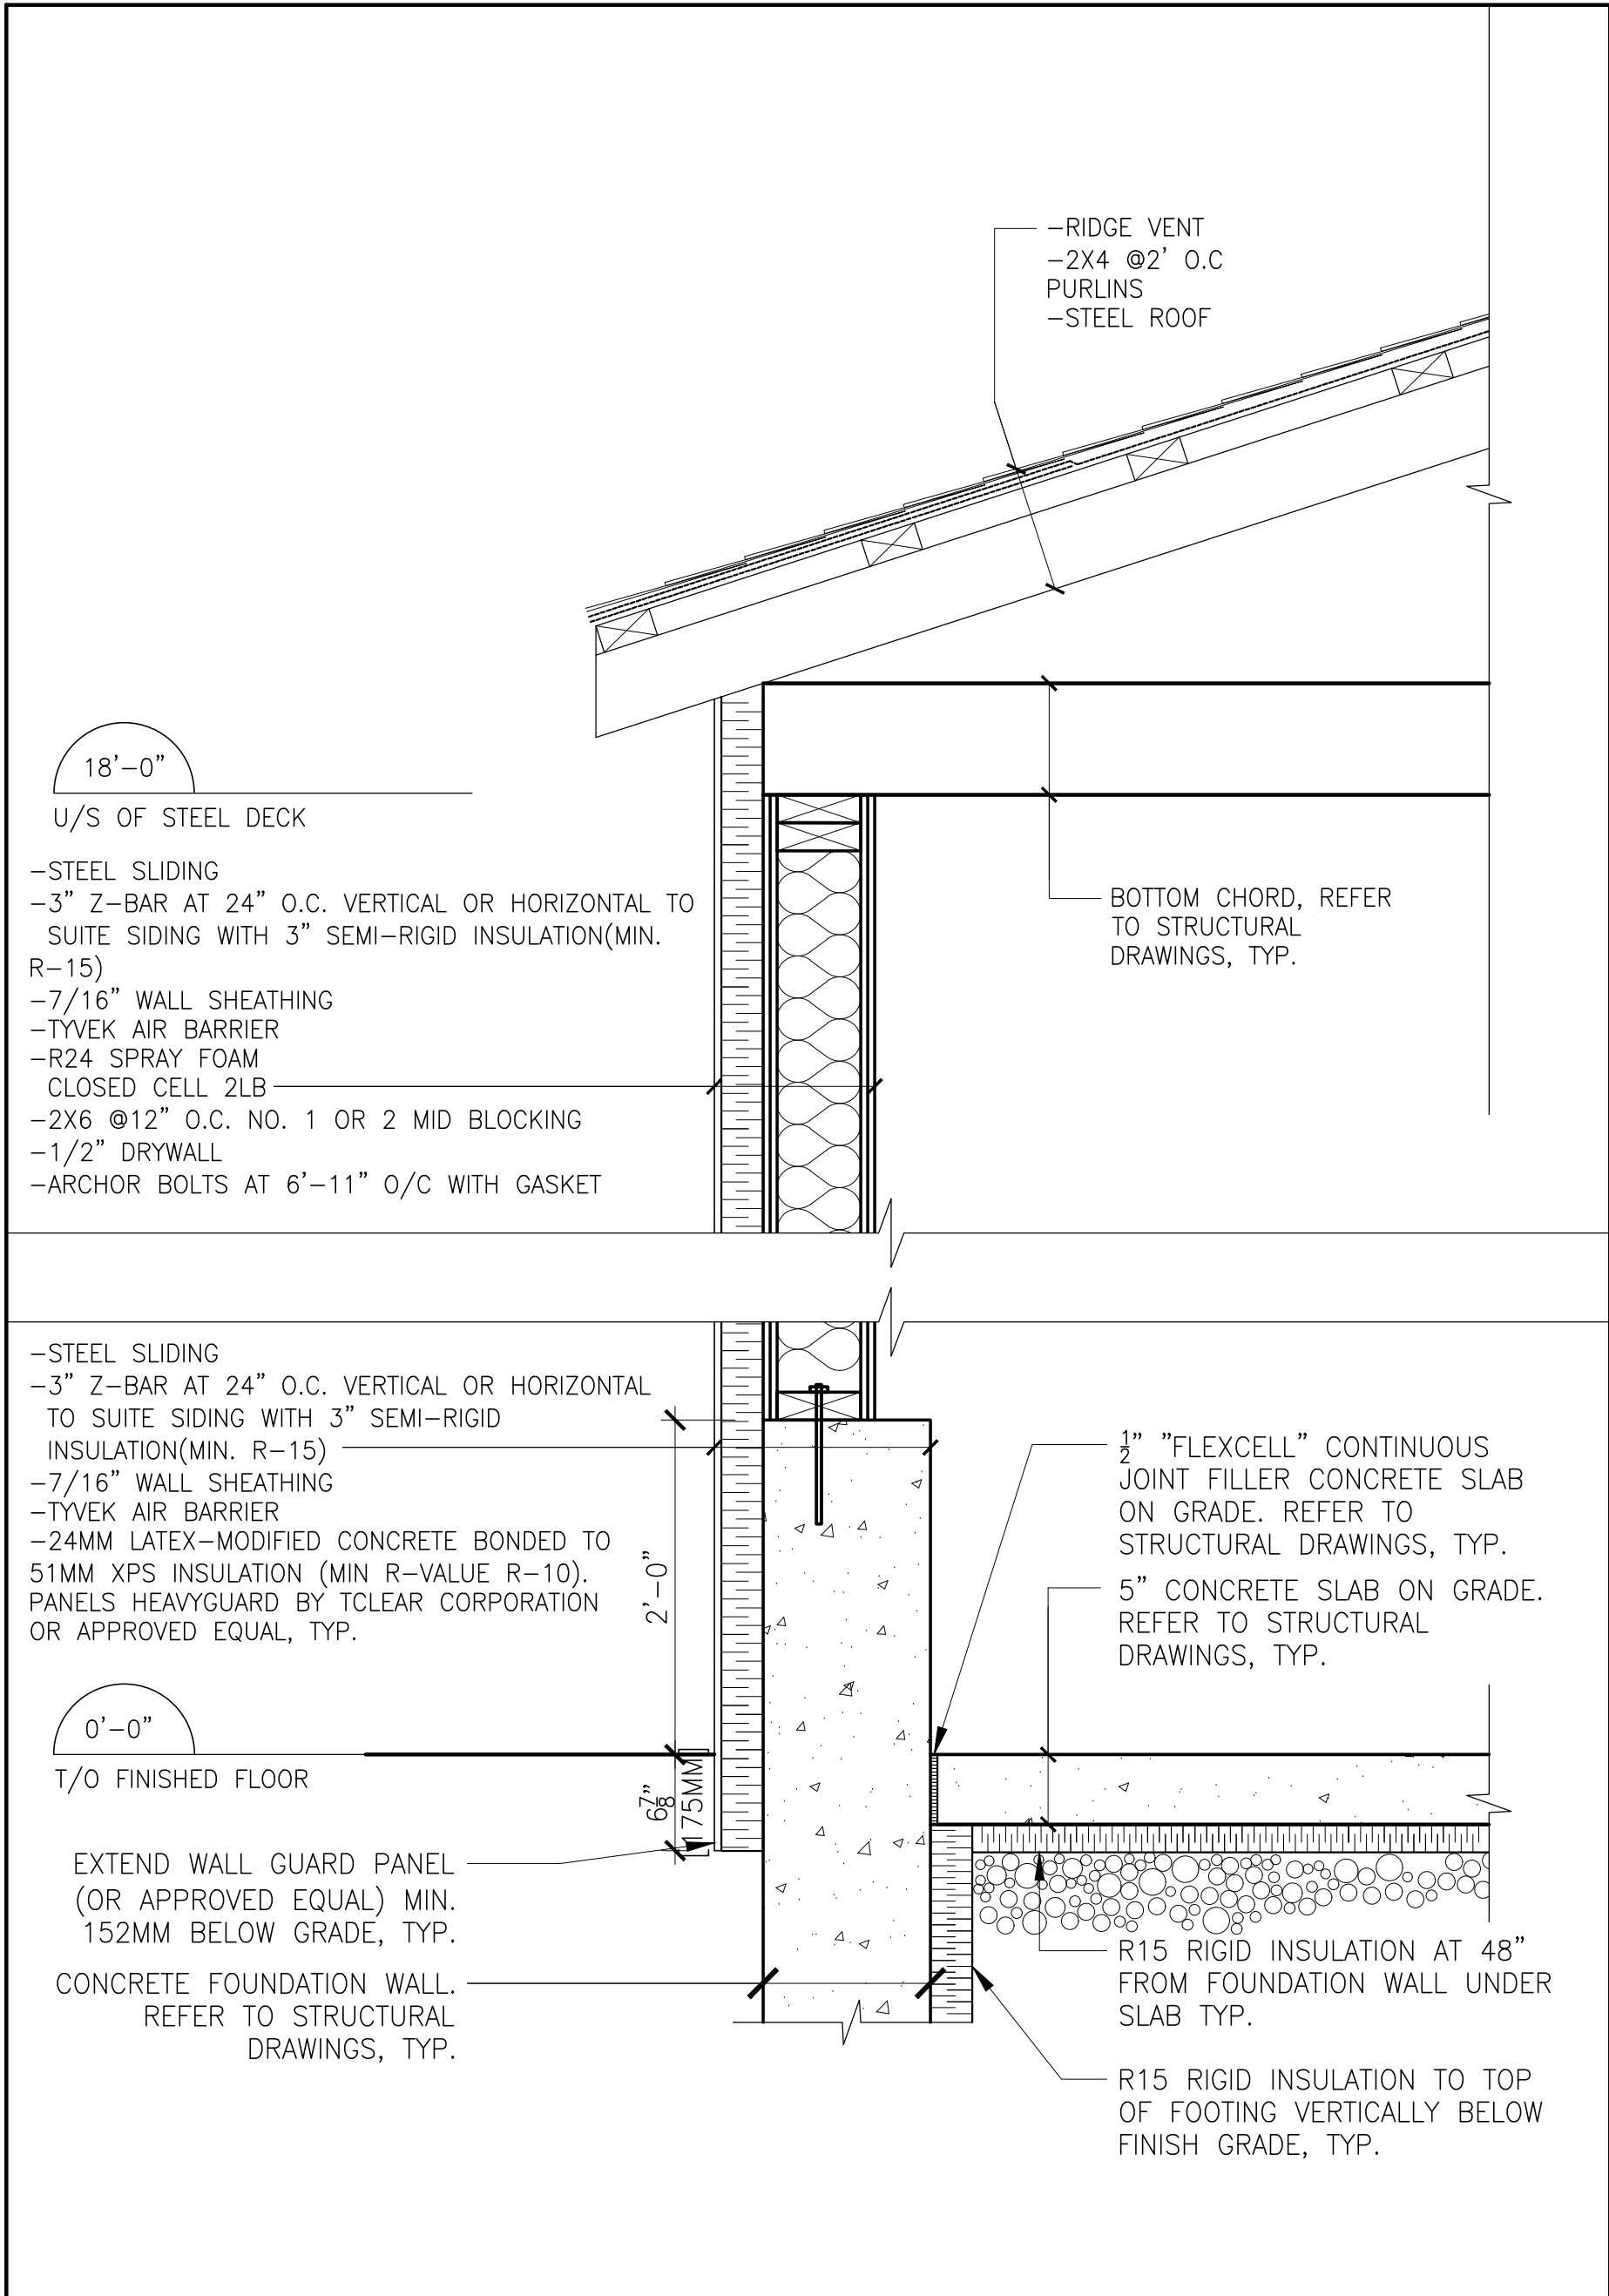 -RIDGE VENT
-2X4 @2' O.C
PURLINS
-STEEL ROOF
18'-0"
U/S OF STEEL DECK
-STEEL SLIDING
-3" Z-BAR AT 24" O.C. VERTICAL OR HORIZONTAL TO
SUITE SIDING WITH 3" SEMI-RIGID INSULATION(MIN.
R-15)
-7/16" WALL SHEATHING
-TYVEK AIR BARRIER
-R24 SPRAY FOAM
CLOSED CELL 2LB
-2X6 @12" O.C. NO. 1 OR 2 MID BLOCKING
-1/2" DRYWALL
-ARCHOR BOLTS AT 6'-11" O/C WITH GASKET
BOTTOM CHORD, REFER
TO STRUCTURAL
DRAWINGS, TYP.
-STEEL SLIDING
-3" Z-BAR AT 24" O.C. VERTICAL OR HORIZONTAL
TO SUITE SIDING WITH 3" SEMI-RIGID
INSULATION(MIN. R-15)
-7/16" WALL SHEATHING
-TYVEK AIR BARRIER
-24MM LATEX-MODIFIED CONCRETE BONDED TO
51MM XPS INSULATION (MIN R-VALUE R-10).
PANELS HEAVYGUARD BY TCLEAR CORPORATION
OR APPROVED EQUAL, TYP.
2'-0"
½" "FLEXCELL" CONTINUOUS
JOINT FILLER CONCRETE SLAB
ON GRADE. REFER TO
STRUCTURAL DRAWINGS, TYP.
5" CONCRETE SLAB ON GRADE.
REFER TO STRUCTURAL
DRAWINGS, TYP.
0'-0"
T/O FINISHED FLOOR
6⅞"
[175MM]
EXTEND WALL GUARD PANEL
(OR APPROVED EQUAL) MIN.
152MM BELOW GRADE, TYP.
CONCRETE FOUNDATION WALL.
REFER TO STRUCTURAL
DRAWINGS, TYP.
R15 RIGID INSULATION AT 48"
FROM FOUNDATION WALL UNDER
SLAB TYP.
R15 RIGID INSULATION TO TOP
OF FOOTING VERTICALLY BELOW
FINISH GRADE, TYP.